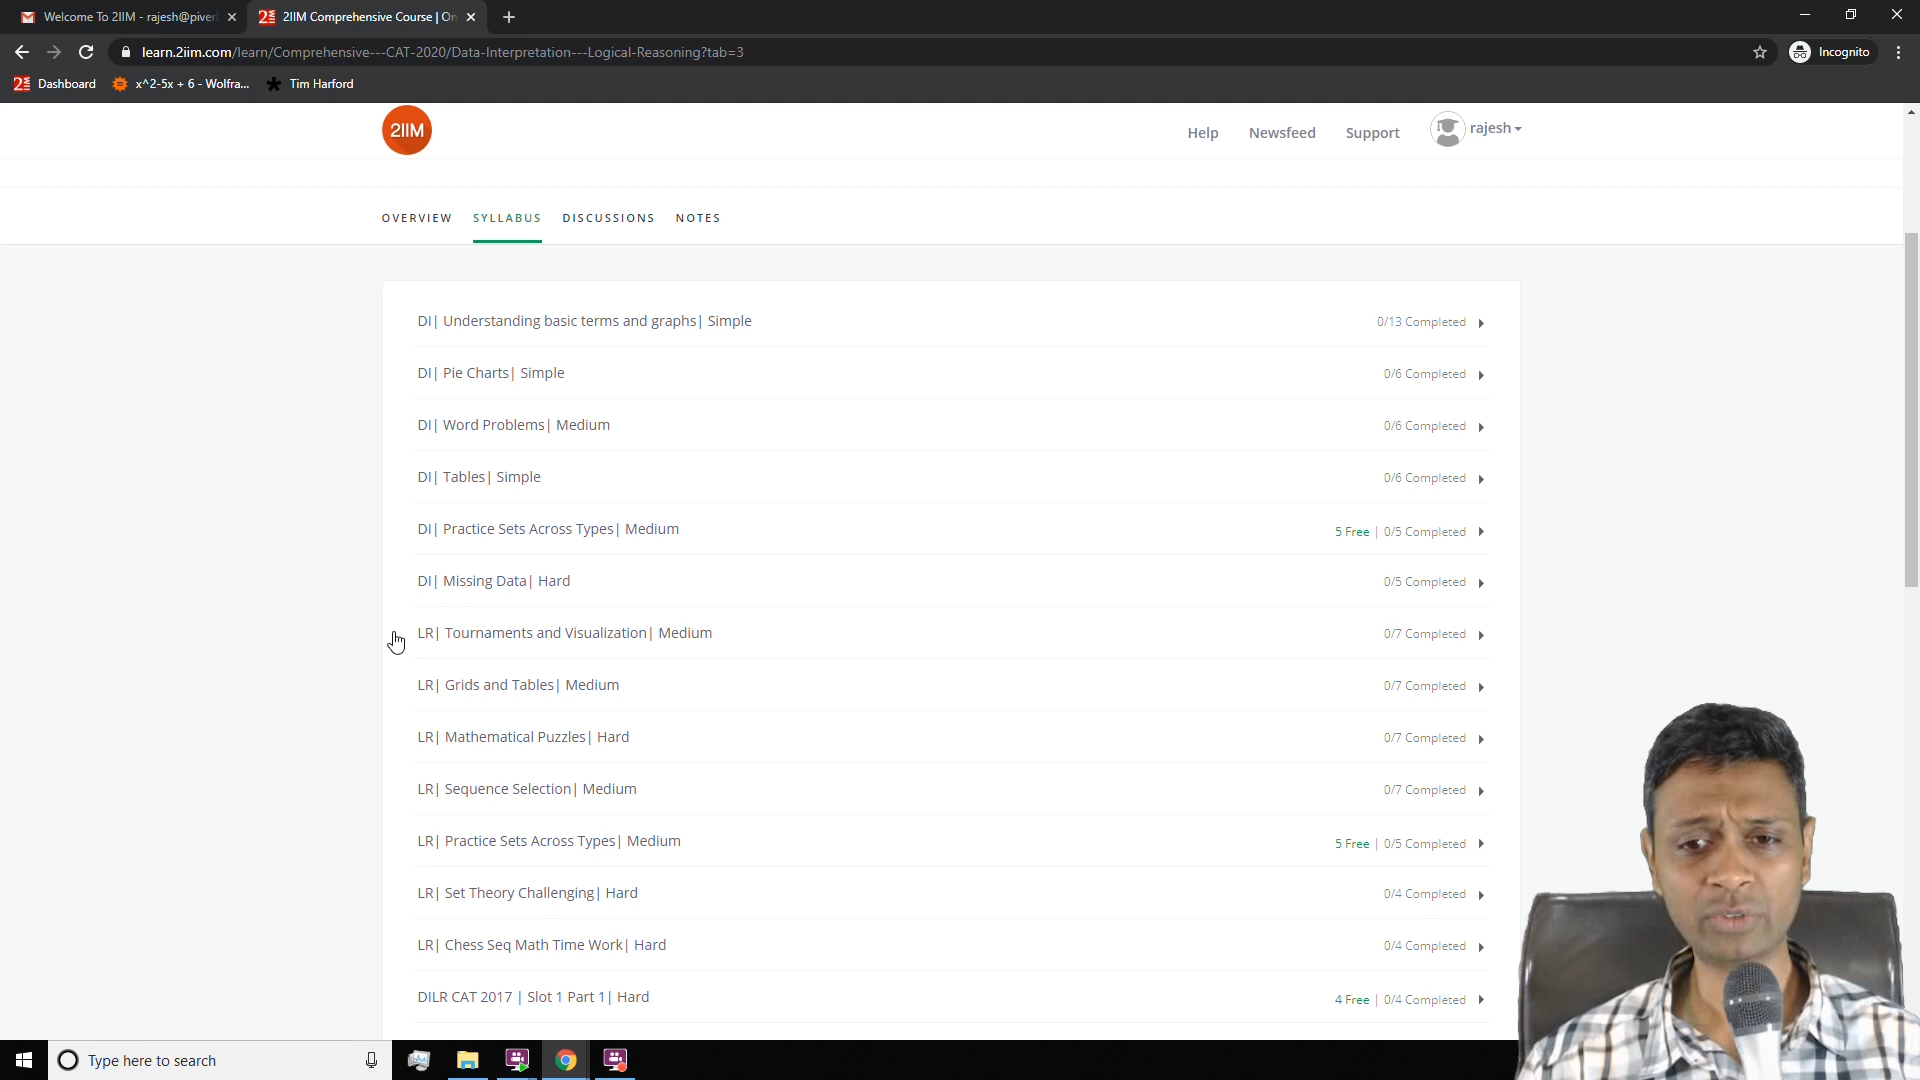 Welcome To 2IIM - rajesh@piver
2IIM Comprehensive Course | On
learn.2iim.com/learn/Comprehensive---CAT-2020/Data-Interpretation---Logical-Reasoning?tab=3
Incognito
Dashboard
x^2-5x + 6 - Wolfra...
Tim Harford
2IIM
Help
Newsfeed
Support
rajesh
OVERVIEW
SYLLABUS
DISCUSSIONS
NOTES
DI| Understanding basic terms and graphs| Simple
0/13 Completed
DI| Pie Charts| Simple
0/6 Completed
DI| Word Problems| Medium
0/6 Completed
DI| Tables| Simple
0/6 Completed
DI| Practice Sets Across Types| Medium
5 Free | 0/5 Completed
DI| Missing Data| Hard
0/5 Completed
LR| Tournaments and Visualization| Medium
0/7 Completed
LR| Grids and Tables| Medium
0/7 Completed
LR| Mathematical Puzzles| Hard
0/7 Completed
LR| Sequence Selection| Medium
0/7 Completed
LR| Practice Sets Across Types| Medium
5 Free | 0/5 Completed
LR| Set Theory Challenging| Hard
0/4 Completed
LR| Chess Seq Math Time Work| Hard
0/4 Completed
DILR CAT 2017 | Slot 1 Part 1| Hard
4 Free | 0/4 Completed
Type here to search